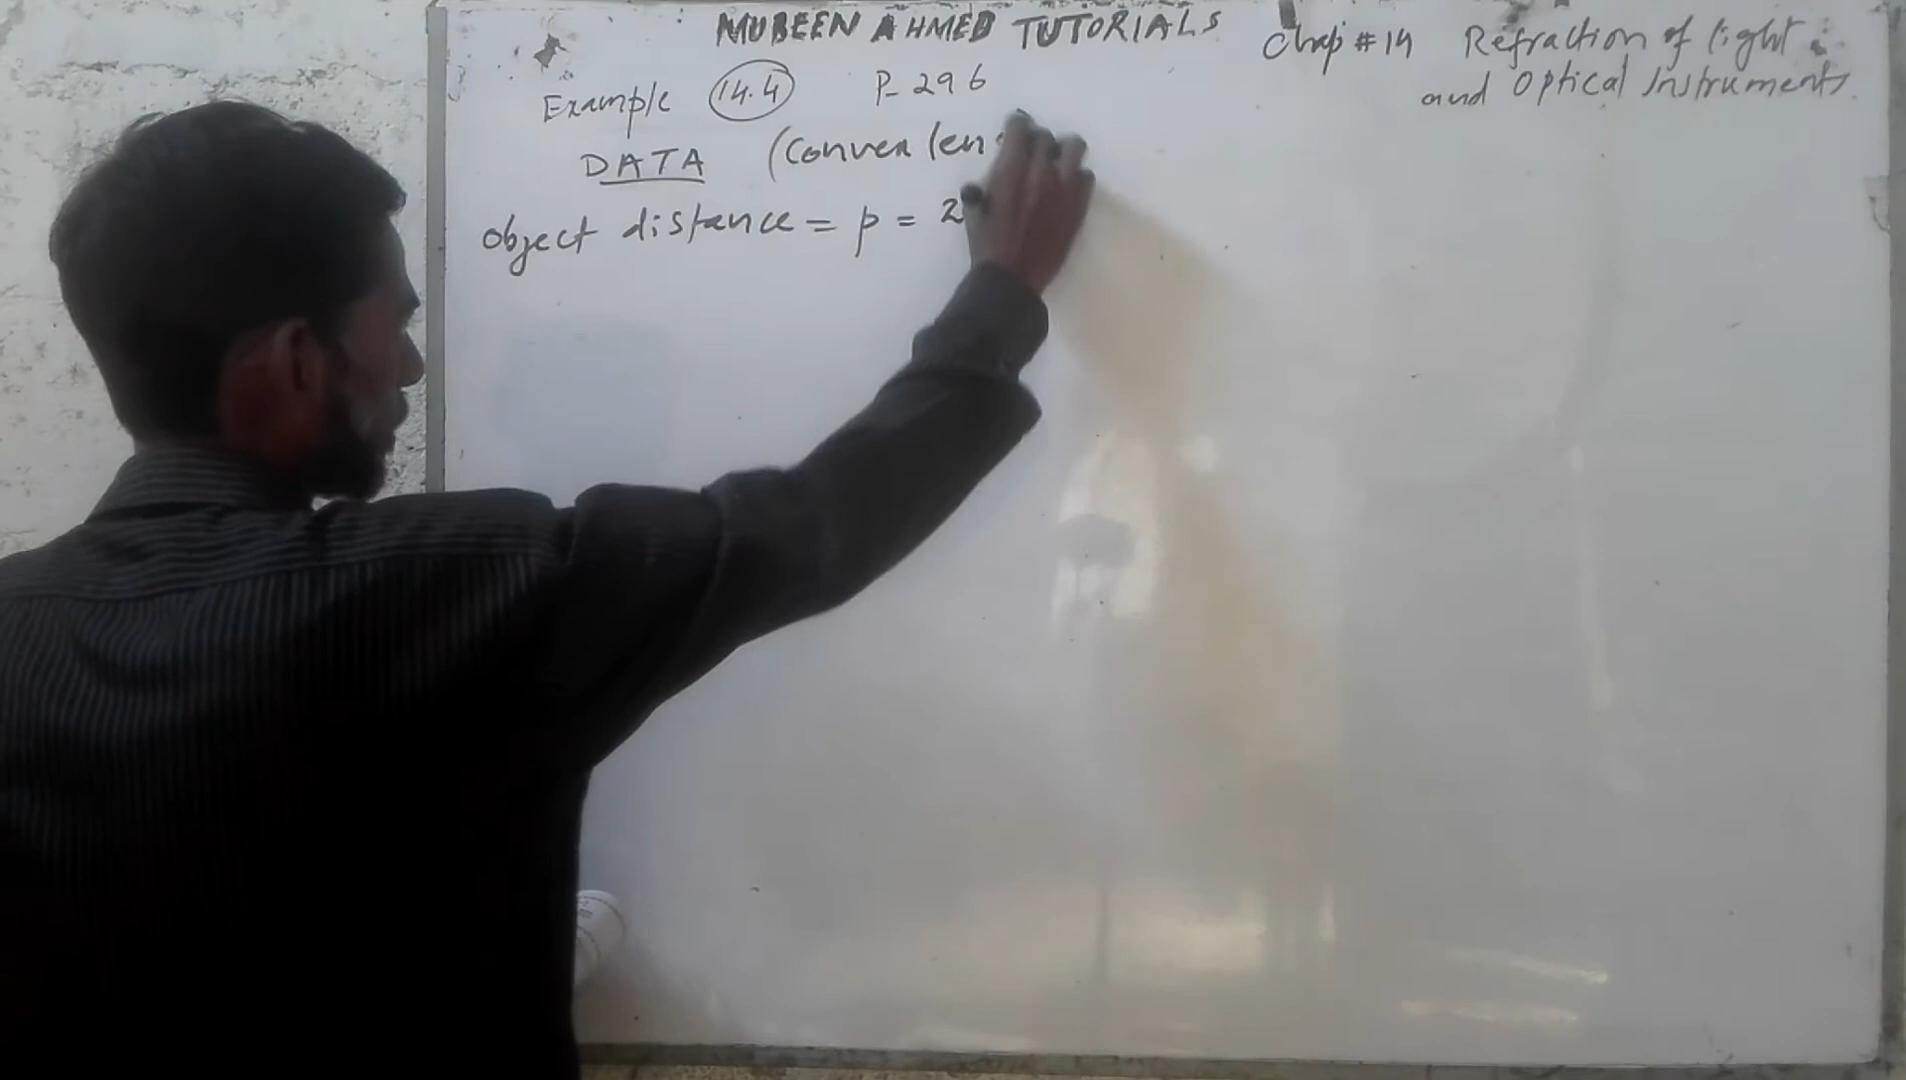 MUBEEN AHMED TUTORIALS
Chap # 14 Refraction of light
and Optical Instruments
Example 14.4 P-296
DATA (Convex len
object distance = p = 2